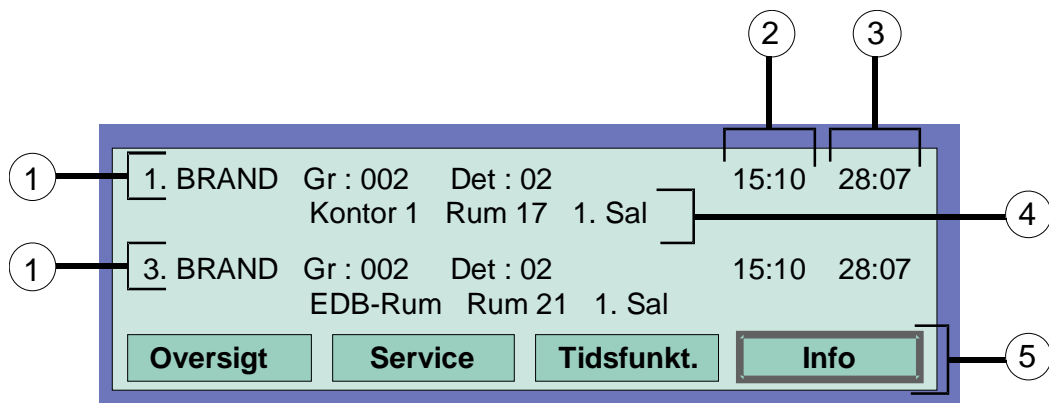 2 3
1 1. BRAND Gr : 002 Det : 02 15:10 28:07
Kontor 1 Rum 17 1. Sal 4
1 3. BRAND Gr : 002 Det : 02 15:10 28:07
EDB-Rum Rum 21 1. Sal
Oversigt Service Tidsfunkt. Info 5